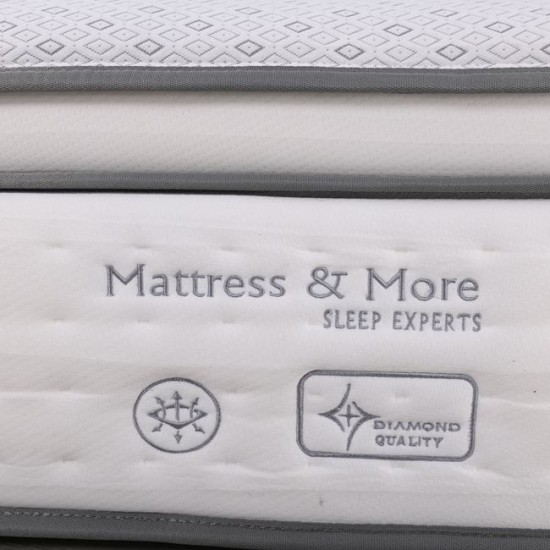 Mattress & More
SLEEP EXPERTS
DIAMOND
QUALITY